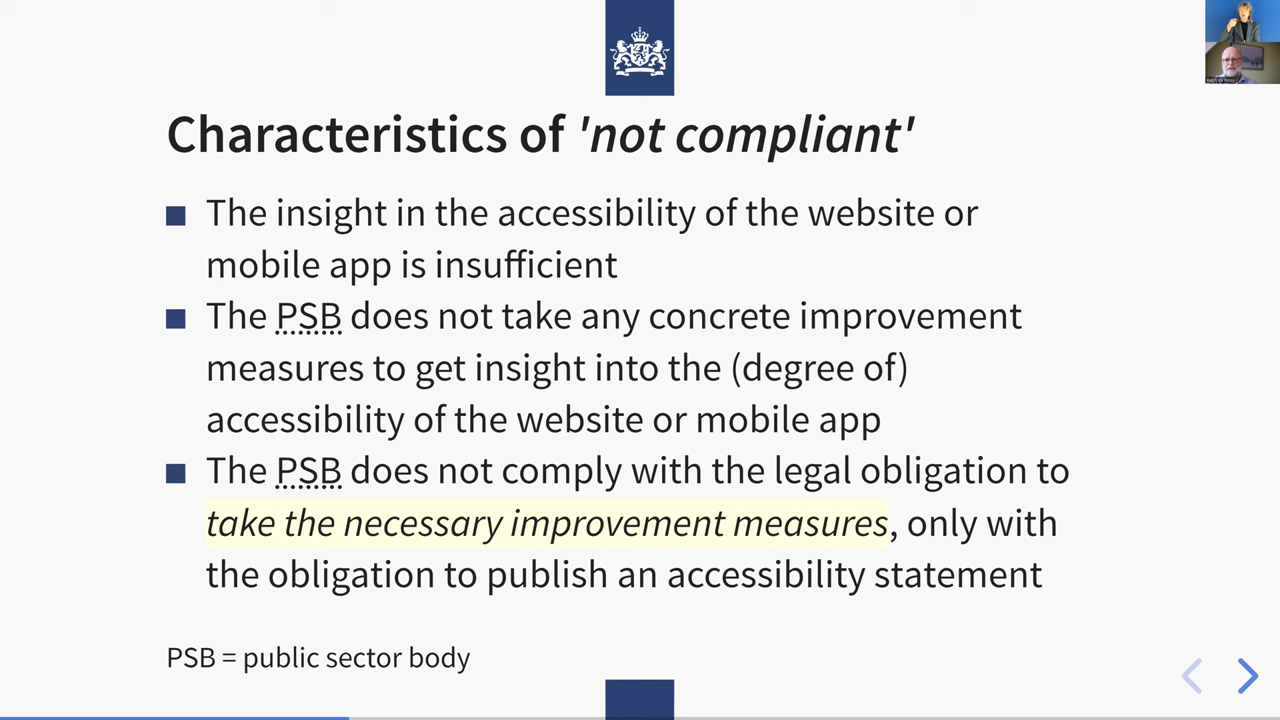 Characteristics of 'not compliant'
The insight in the accessibility of the website or
mobile app is insufficient
The PSB does not take any concrete improvement
measures to get insight into the (degree of)
accessibility of the website or mobile app
The PSB does not comply with the legal obligation to
take the necessary improvement measures, only with
the obligation to publish an accessibility statement
PSB = public sector body